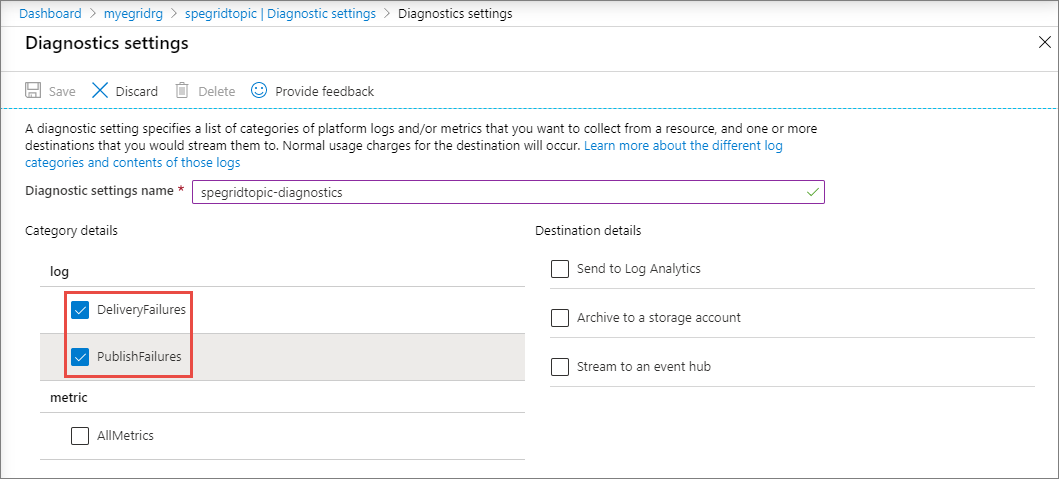 Dashboard > myegridrg > spegridtopic | Diagnostic settings > Diagnostics settings
Diagnostics settings
Save Discard Delete Provide feedback
A diagnostic setting specifies a list of categories of platform logs and/or metrics that you want to collect from a resource, and one or more
destinations that you would stream them to. Normal usage charges for the destination will occur. Learn more about the different log
categories and contents of those logs
Diagnostic settings name * spegridtopic-diagnostics
Category details
log
DeliveryFailures
PublishFailures
metric
AllMetrics
Destination details
Send to Log Analytics
Archive to a storage account
Stream to an event hub